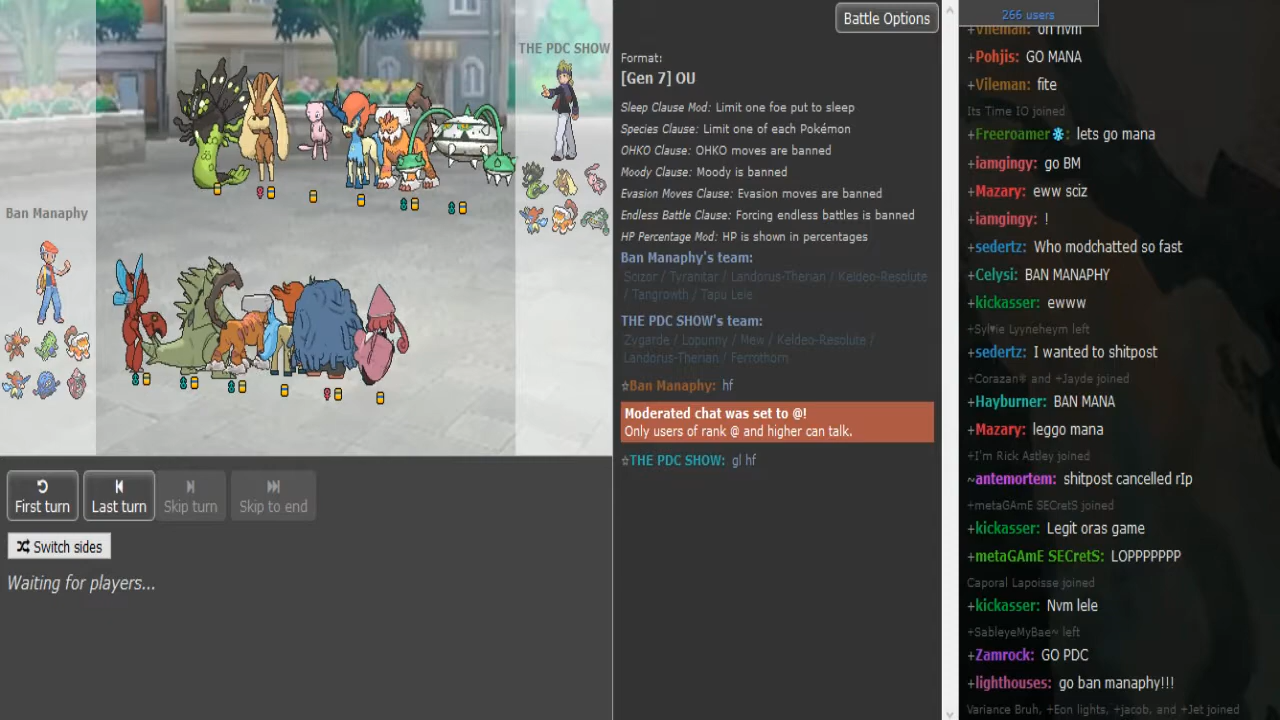 THE PDC SHOW
Ban Manaphy
First turn
Last turn
Skip turn
Skip to end
Switch sides
Waiting for players...
Battle Options
Format:
[Gen 7] OU
Sleep Clause Mod: Limit one foe put to sleep
Species Clause: Limit one of each Pokémon
OHKO Clause: OHKO moves are banned
Moody Clause: Moody is banned
Evasion Moves Clause: Evasion moves are banned
Endless Battle Clause: Forcing endless battles is banned
HP Percentage Mod: HP is shown in percentages
Ban Manaphy's team:
Scizor / Tyranitar / Landorus-Therian / Keldeo-Resolute
/ Tangrowth / Tapu Lele
THE PDC SHOW's team:
Zygarde / Lopunny / Mew / Keldeo-Resolute /
Landorus-Therian / Ferrothorn
☆Ban Manaphy: hf
Moderated chat was set to @!
Only users of rank @ and higher can talk.
☆THE PDC SHOW: gl hf
266 users
+Vileman: oh nvm
+Pohjis: GO MANA
+Vileman: fite
Its Time IO joined
+Freeroamer❄: lets go mana
+iamgingy: go BM
+Mazary: eww sciz
+iamgingy: !
+sedertz: Who modchatted so fast
+Celysi: BAN MANAPHY
+kickasser: ewww
+Syl♥ie Lyyneheym left
+sedertz: I wanted to shitpost
+Corazan® and +Jayde joined
+Hayburner: BAN MANA
+Mazary: leggo mana
+I'm Rick Astley joined
~antemortem: shitpost cancelled rIp
+metaGAmE SECretS joined
+kickasser: Legit oras game
+metaGAmE SECretS: LOPPPPPPP
Caporal Lapoisse joined
+kickasser: Nvm lele
+SableyeMyBae~ left
+Zamrock: GO PDC
+lighthouses: go ban manaphy!!!
Variance Bruh, +Eon lights, +jacob, and +Jet joined